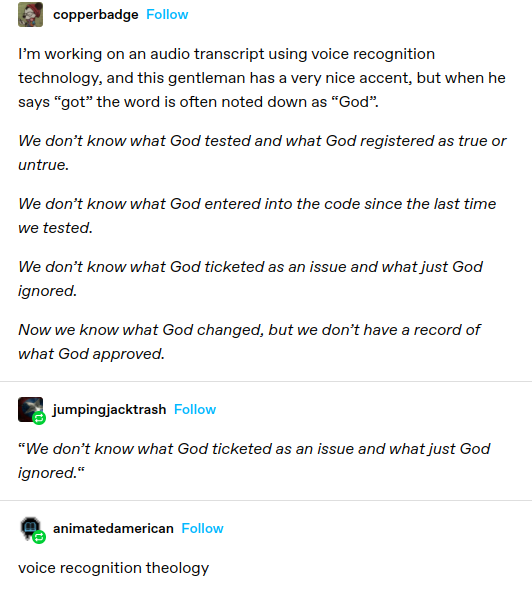 copperbadge Follow
I’m working on an audio transcript using voice recognition
technology, and this gentleman has a very nice accent, but when he
says “got” the word is often noted down as “God”.
We don’t know what God tested and what God registered as true or
untrue.
We don’t know what God entered into the code since the last time
we tested.
We don’t know what God ticketed as an issue and what just God
ignored.
Now we know what God changed, but we don’t have a record of
what God approved.
jumpingjacktrash Follow
“We don’t know what God ticketed as an issue and what just God
ignored.“
animatedamerican Follow
voice recognition theology